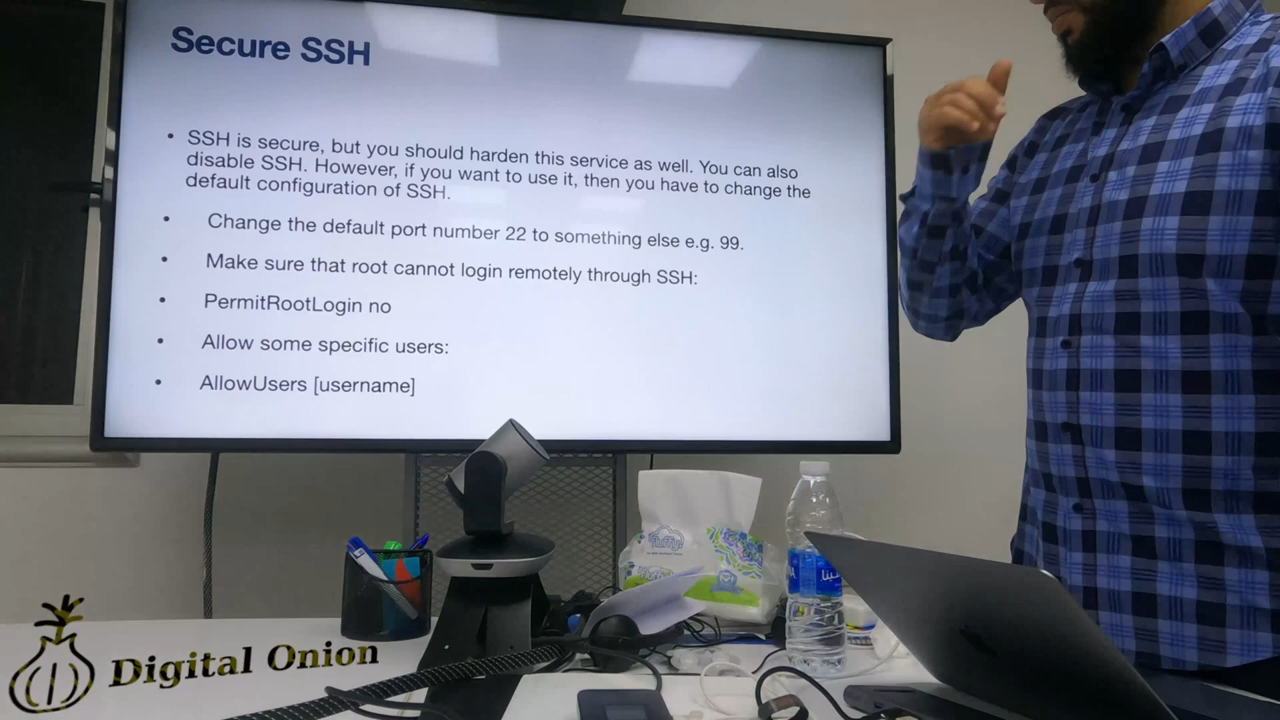 Secure SSH
• SSH is secure, but you should harden this service as well. You can also
disable SSH. However, if you want to use it, then you have to change the
default configuration of SSH.
• Change the default port number 22 to something else e.g. 99.
• Make sure that root cannot login remotely through SSH:
• PermitRootLogin no
• Allow some specific users:
• AllowUsers [username]
fluffy
Digital Onion